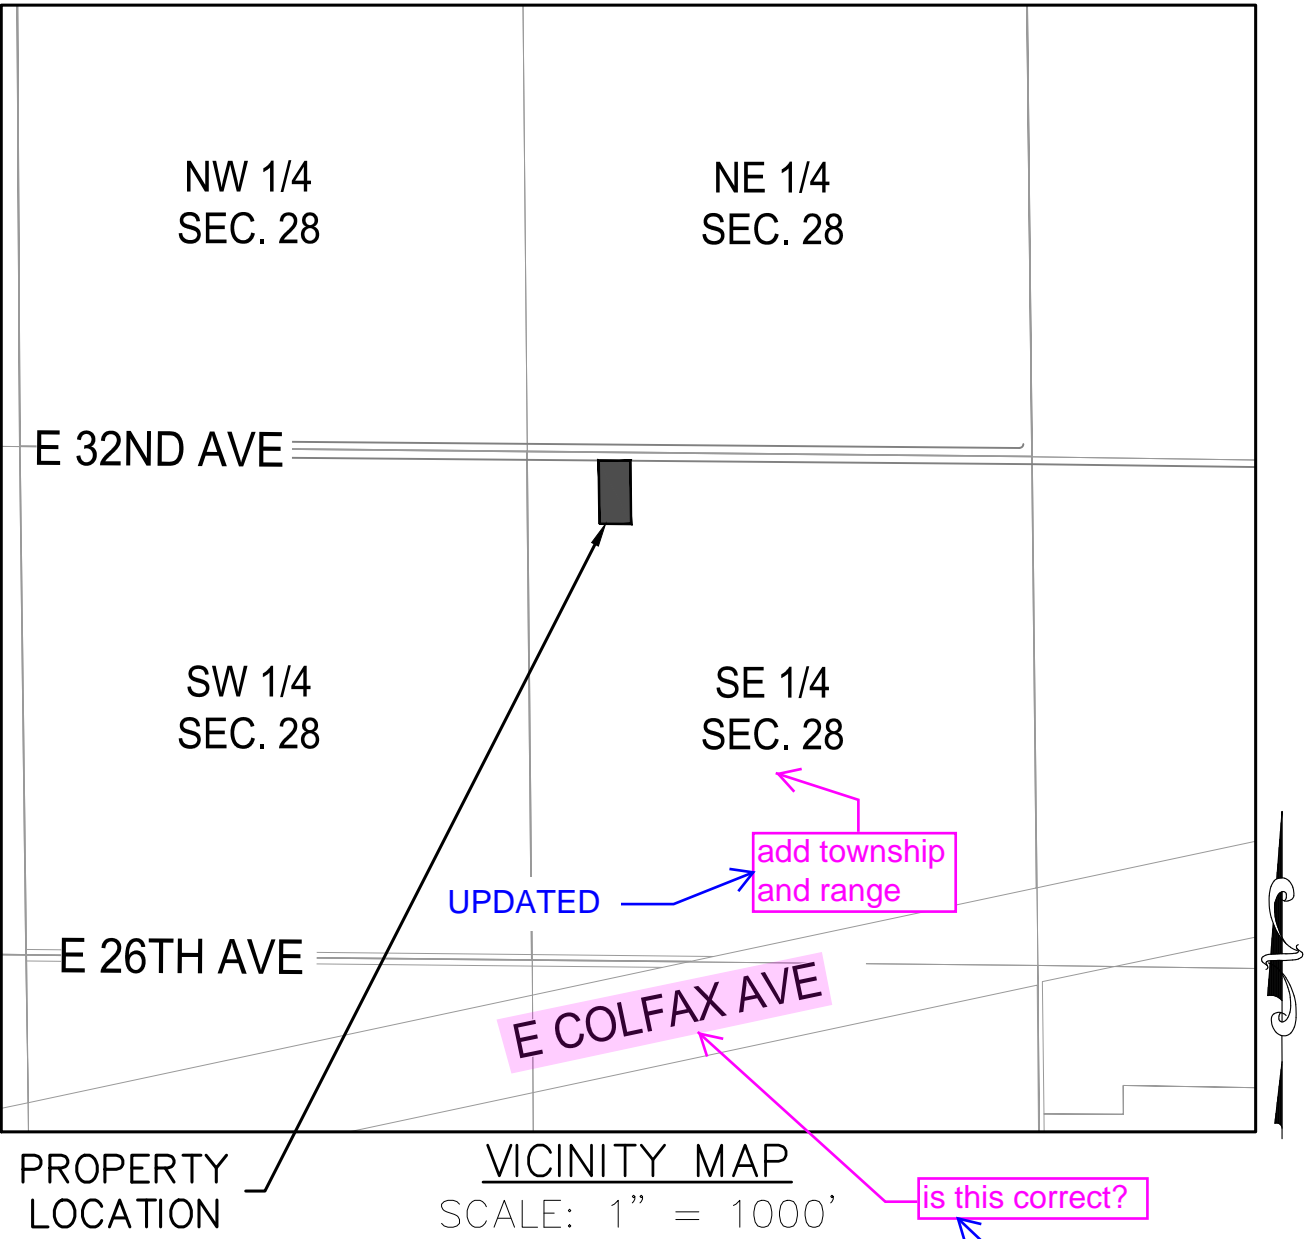 NW 1/4
SEC. 28
NE 1/4
SEC. 28
E 32ND AVE
SW 1/4
SEC. 28
SE 1/4
SEC. 28
add township
and range
UPDATED
E 26TH AVE
E COLFAX AVE
PROPERTY
LOCATION
VICINITY MAP
SCALE: 1” = 1000’
is this correct?